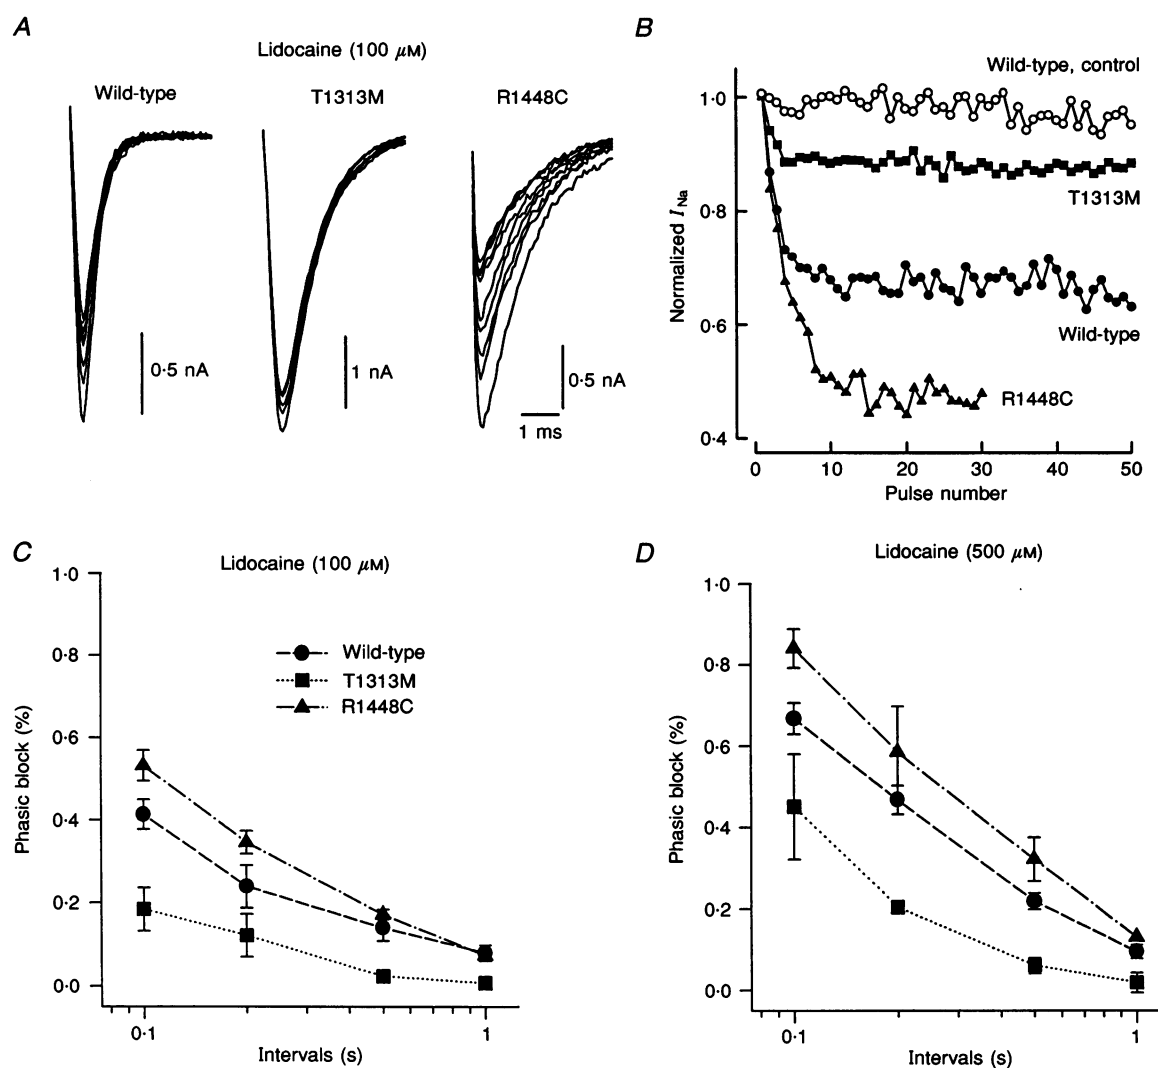 A
Lidocaine (100 μM)
Wild-type
T1313M
R1448C
0·5 nA
1 nA
0·5 nA
1 ms
B
Wild-type, control
T1313M
Wild-type
R1448C
Normalized I Na
1·0
0·8
0·6
0·4
0 10 20 30 40 50
Pulse number
C
Lidocaine (100 μM)
Wild-type
T1313M
R1448C
Phasic block (%)
1·0
0·8
0·6
0·4
0·2
0·0
0·1 1
Intervals (s)
D
Lidocaine (500 μM)
Phasic block (%)
1·0
0·8
0·6
0·4
0·2
0·0
0·1 1
Intervals (s)